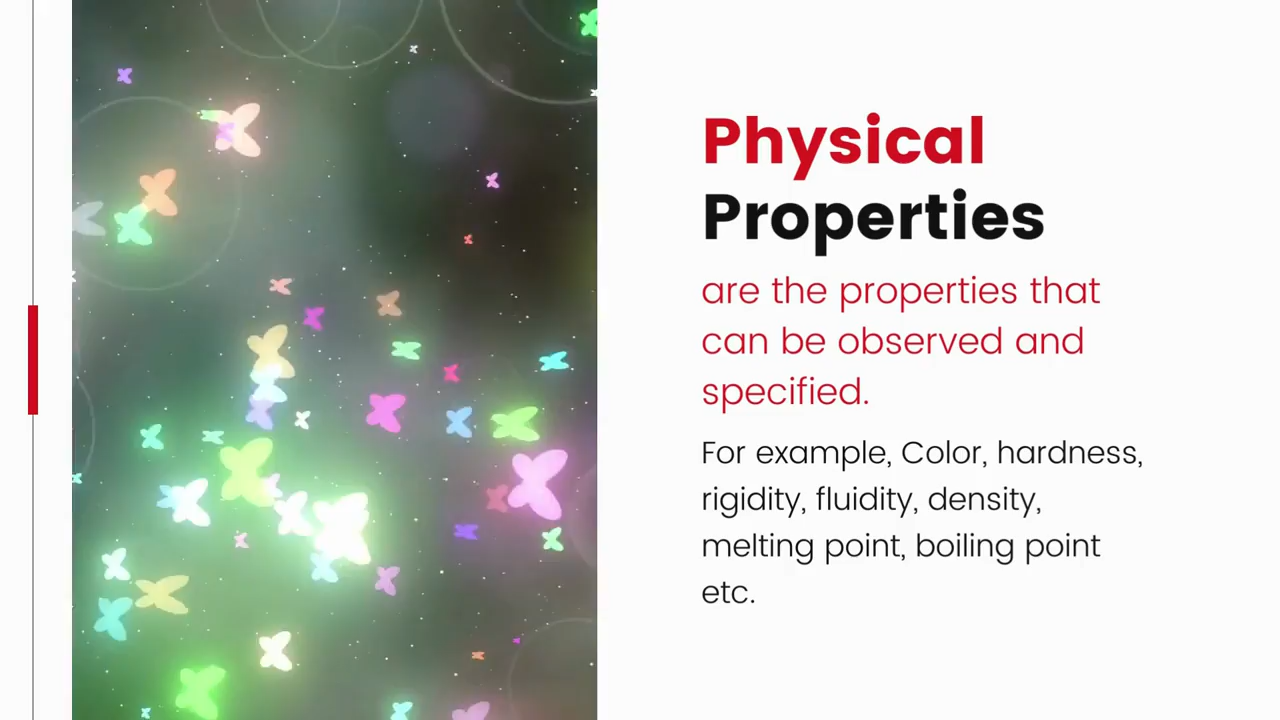 Physical
Properties
are the properties that
can be observed and
specified.
For example, Color, hardness,
rigidity, fluidity, density,
melting point, boiling point
etc.